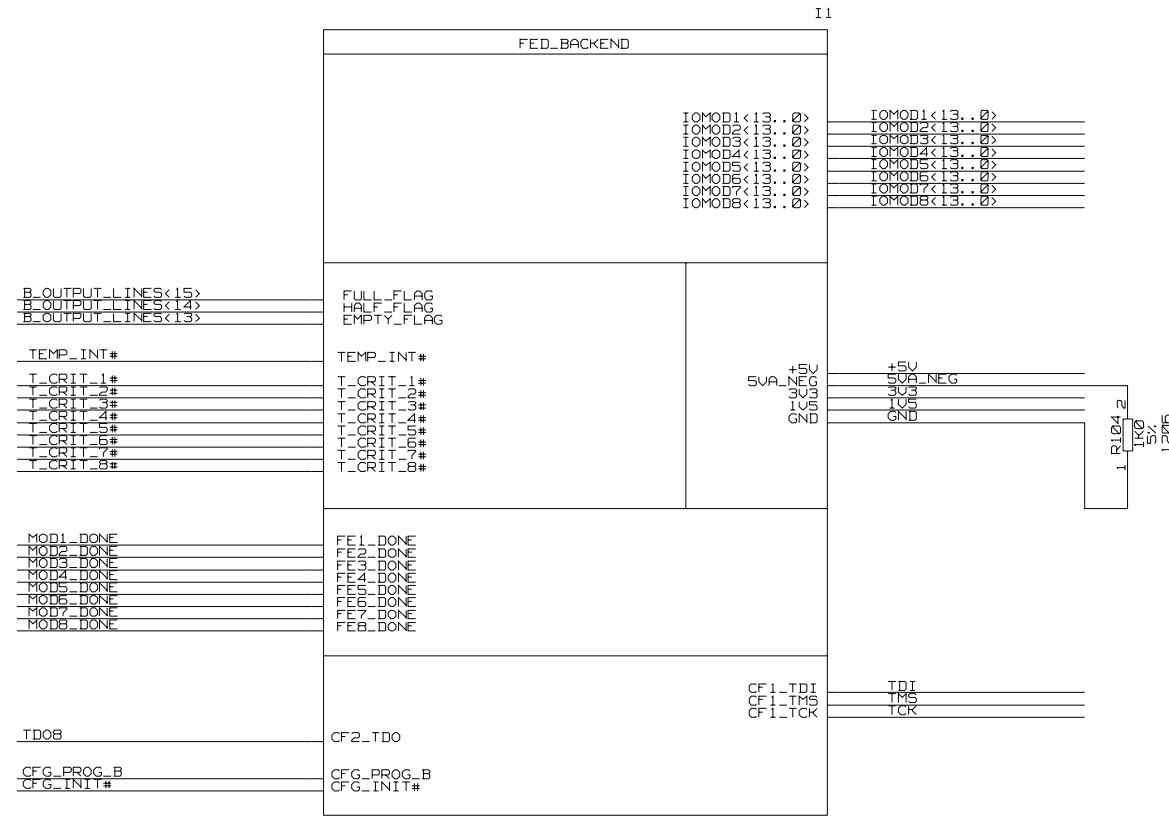 I1
FED_BACKEND
IOMOD1<13..0> IOMOD1<13..0>
IOMOD2<13..0> IOMOD2<13..0>
IOMOD3<13..0> IOMOD3<13..0>
IOMOD4<13..0> IOMOD4<13..0>
IOMOD5<13..0> IOMOD5<13..0>
IOMOD6<13..0> IOMOD6<13..0>
IOMOD7<13..0> IOMOD7<13..0>
IOMOD8<13..0> IOMOD8<13..0>
B_OUTPUT_LINES<15> FULL_FLAG
B_OUTPUT_LINES<14> HALF_FLAG
B_OUTPUT_LINES<13> EMPTY_FLAG
TEMP_INT# TEMP_INT#
T_CRIT_1# T_CRIT_1#
T_CRIT_2# T_CRIT_2#
T_CRIT_3# T_CRIT_3#
T_CRIT_4# T_CRIT_4#
T_CRIT_5# T_CRIT_5#
T_CRIT_6# T_CRIT_6#
T_CRIT_7# T_CRIT_7#
T_CRIT_8# T_CRIT_8#
+5V +5V
5VA_NEG 5VA_NEG
3V3 3V3
1V5 1V5
GND GND
R104
1 2
1K0
5%
1206
MOD1_DONE FE1_DONE
MOD2_DONE FE2_DONE
MOD3_DONE FE3_DONE
MOD4_DONE FE4_DONE
MOD5_DONE FE5_DONE
MOD6_DONE FE6_DONE
MOD7_DONE FE7_DONE
MOD8_DONE FE8_DONE
CF1_TDI TDI
CF1_TMS TMS
CF1_TCK TCK
TDO8 CF2_TDO
CFG_PROG_B CFG_PROG_B
CFG_INIT# CFG_INIT#